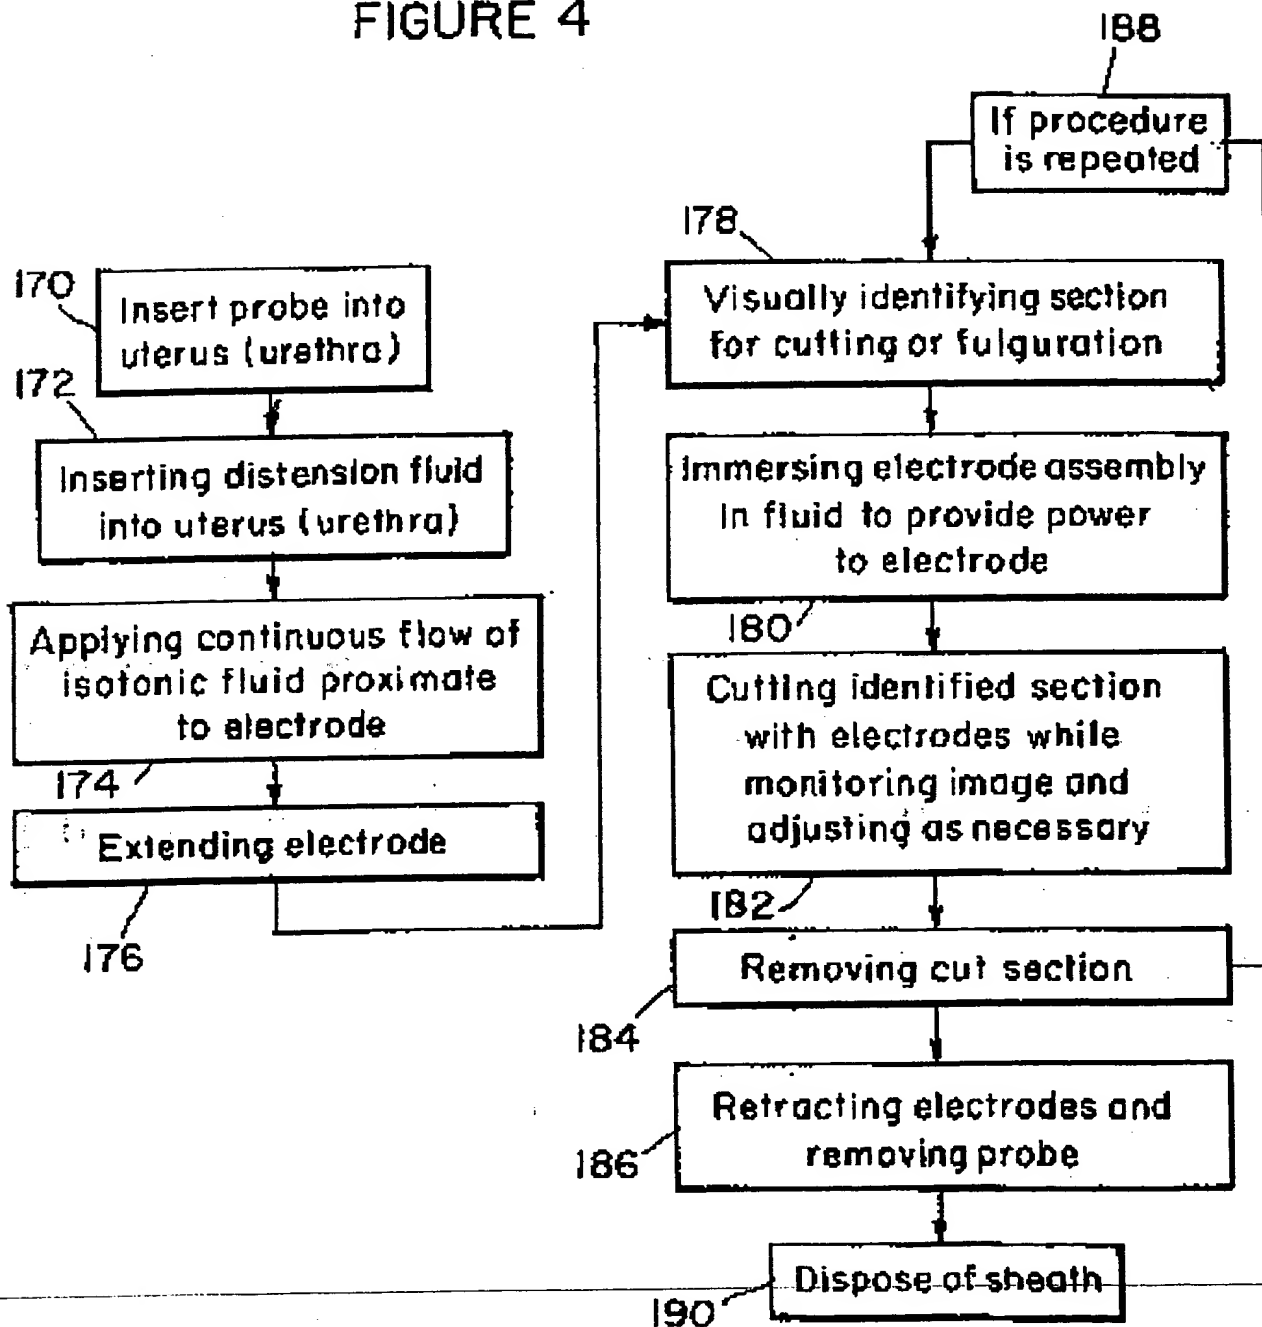 FIGURE 4
170
Insert probe into
uterus (urethra)
172
Inserting distension fluid
into uterus (urethra)
Applying continuous flow of
isotonic fluid proximate
to electrode
174
Extending electrode
176
188
If procedure
is repeated
178
Visually identifying section
for cutting or fulguration
Immersing electrode assembly
in fluid to provide power
to electrode
180
Cutting identified section
with electrodes while
monitoring image and
adjusting as necessary
182
Removing cut section
184
Retracting electrodes and
removing probe
186
Dispose of sheath
190